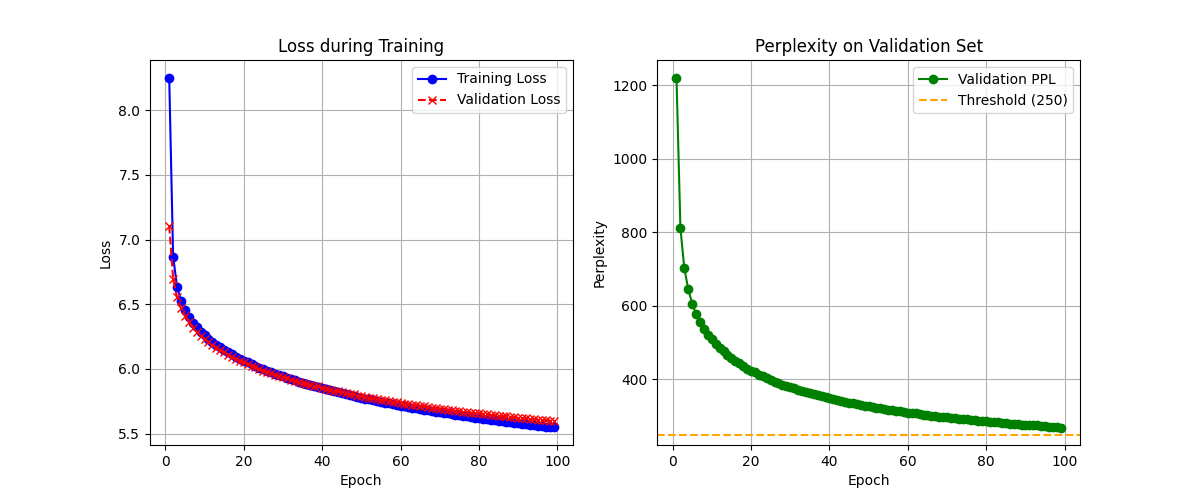 Loss during Training
Loss
8.0
7.5
7.0
6.5
6.0
5.5
Training Loss
Validation Loss
0 20 40 60 80 100
Epoch
Perplexity on Validation Set
Perplexity
1200
1000
800
600
400
Validation PPL
Threshold (250)
0 20 40 60 80 100
Epoch